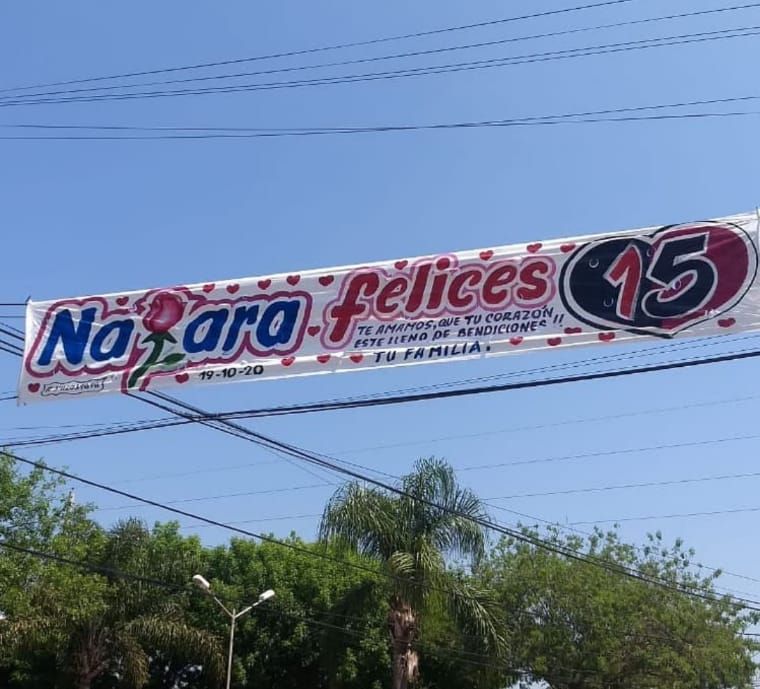 Na ara felices 15
TE AMAMOS, QUE TU CORAZÓN
ESTE LLENO DE BENDICIONES !!
TU FAMILIA.
19-10-20